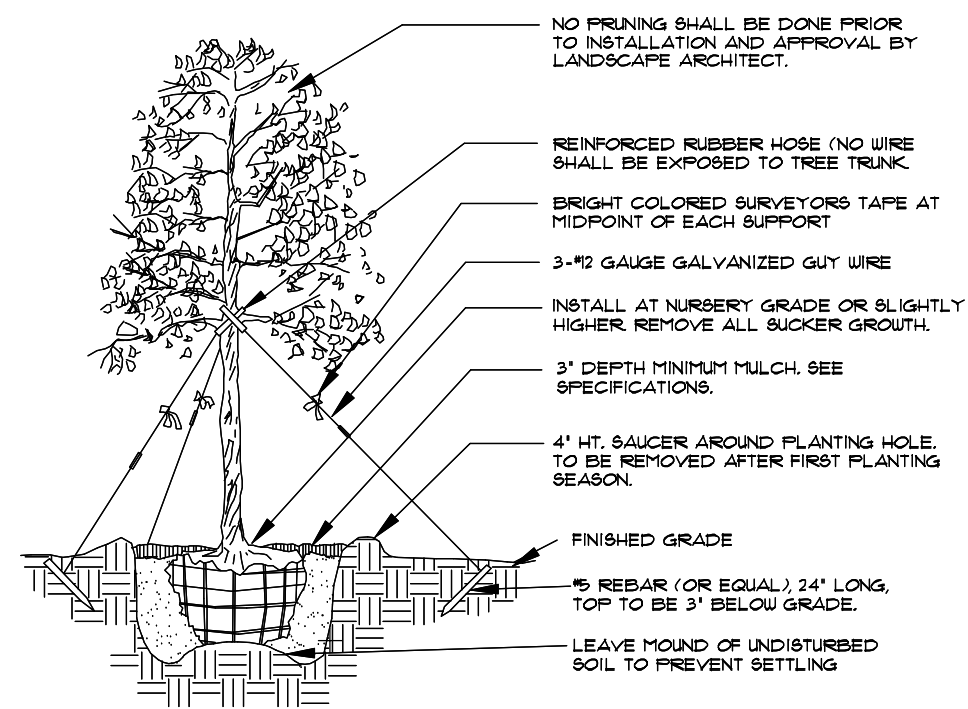 NO PRUNING SHALL BE DONE PRIOR
TO INSTALLATION AND APPROVAL BY
LANDSCAPE ARCHITECT.
REINFORCED RUBBER HOSE (NO WIRE
SHALL BE EXPOSED TO TREE TRUNK.
BRIGHT COLORED SURVEYORS TAPE AT
MIDPOINT OF EACH SUPPORT
3-#12 GAUGE GALVANIZED GUY WIRE
INSTALL AT NURSERY GRADE OR SLIGHTLY
HIGHER. REMOVE ALL SUCKER GROWTH.
3" DEPTH MINIMUM MULCH. SEE
SPECIFICATIONS.
4" HT. SAUCER AROUND PLANTING HOLE.
TO BE REMOVED AFTER FIRST PLANTING
SEASON.
FINISHED GRADE
#5 REBAR (OR EQUAL), 24" LONG,
TOP TO BE 3" BELOW GRADE.
LEAVE MOUND OF UNDISTURBED
SOIL TO PREVENT SETTLING